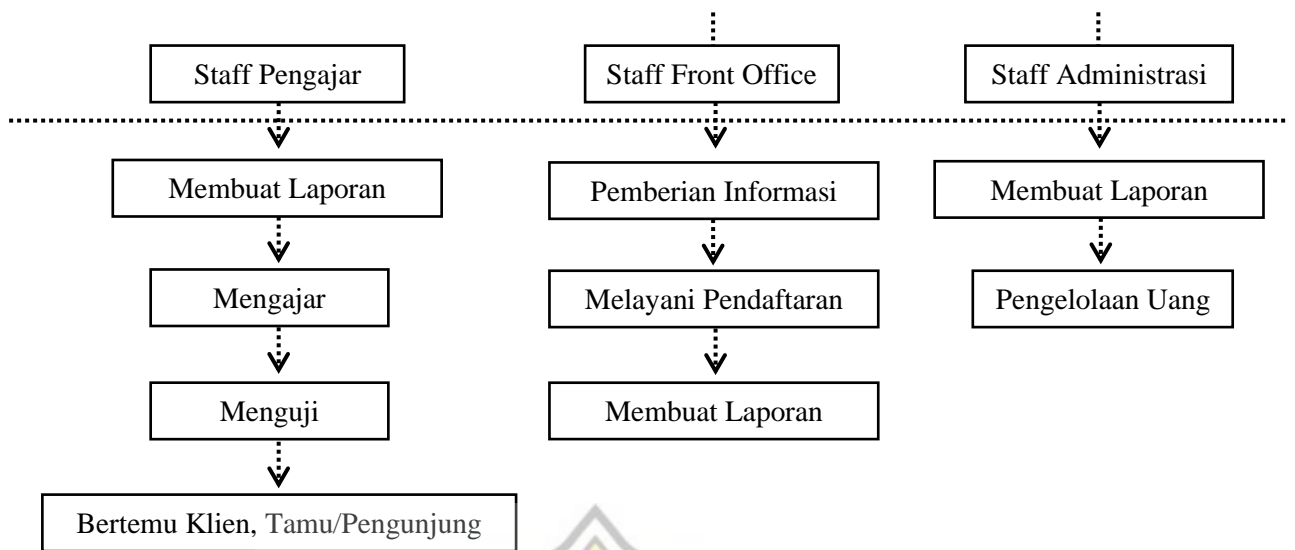 Staff Pengajar
Staff Front Office
Staff Administrasi
Membuat Laporan
Pemberian Informasi
Membuat Laporan
Mengajar
Melayani Pendaftaran
Pengelolaan Uang
Menguji
Membuat Laporan
Bertemu Klien, Tamu/Pengunjung